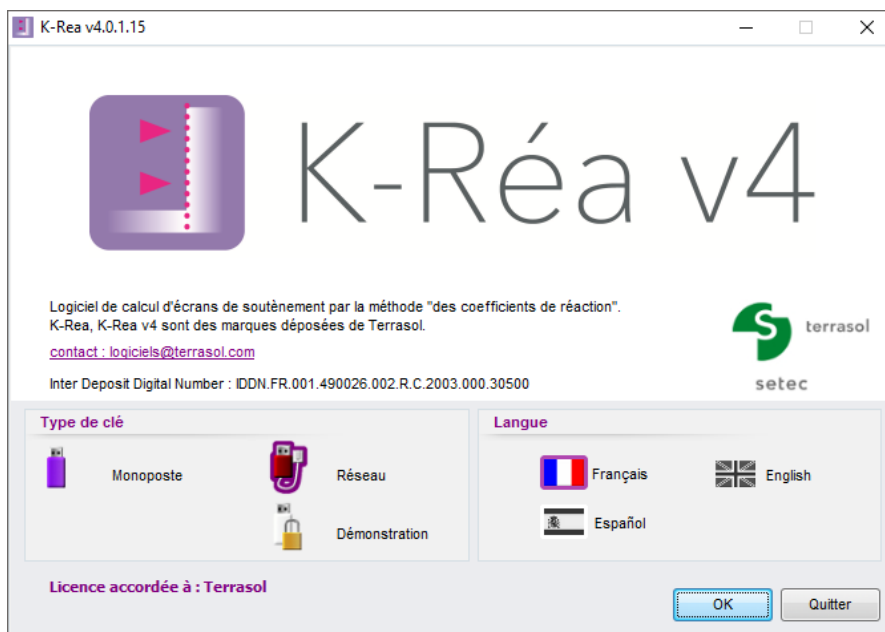 K-Rea v4.0.1.15
K-Réa v4
Logiciel de calcul d'écrans de soutènement par la méthode "des coefficients de réaction".
K-Rea, K-Rea v4 sont des marques déposées de Terrasol.
contact : logiciels@terrasol.com
Inter Deposit Digital Number : IDDN.FR.001.490026.002.R.C.2003.000.30500
terrasol
setec
Type de clé
Monoposte
Réseau
Démonstration
Langue
Français
English
Español
Licence accordée à : Terrasol
OK
Quitter